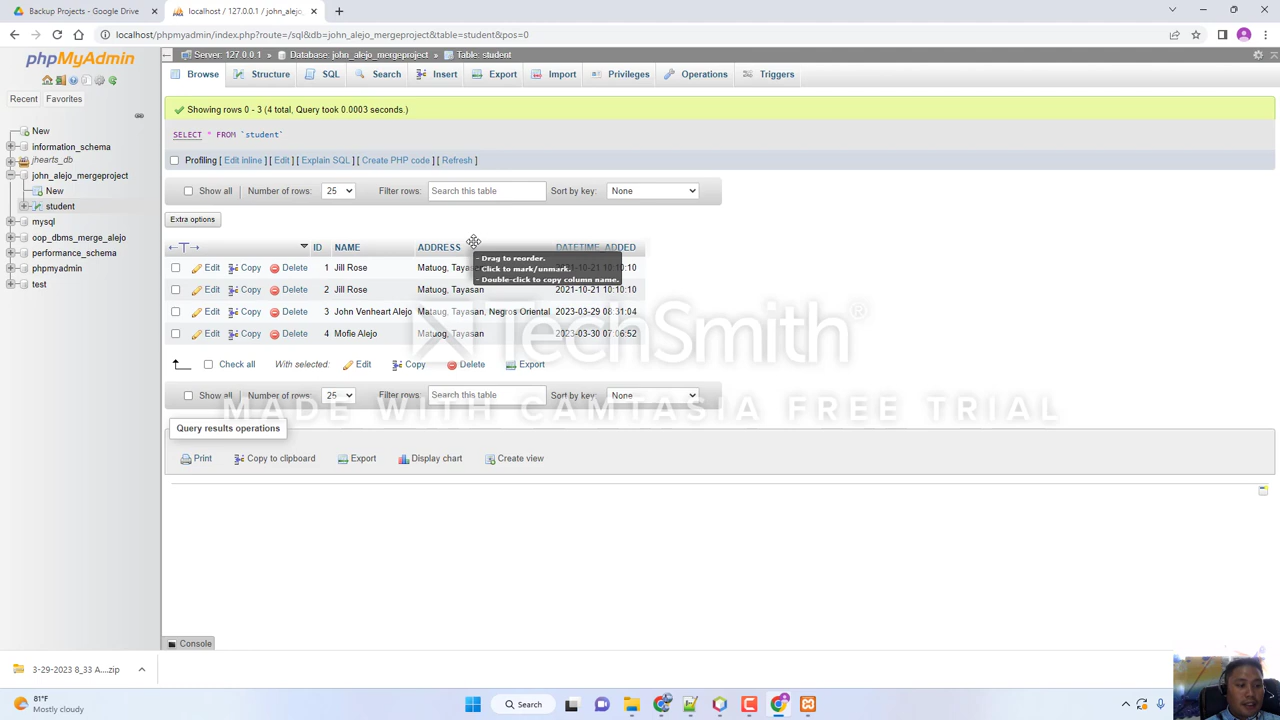 Backup Projects - Google Drive
localhost / 127.0.0.1 / john_alejo_
localhost/phpmyadmin/index.php?route=/sql&db=john_alejo_mergeproject&table=student&pos=0
phpMyAdmin
Recent Favorites
New
information_schema
jhearts_db
john_alejo_mergeproject
New
student
mysql
oop_dbms_merge_alejo
performance_schema
phpmyadmin
test
Server: 127.0.0.1 » Database: john_alejo_mergeproject » Table: student
Browse Structure SQL Search Insert Export Import Privileges Operations Triggers
Showing rows 0 - 3 (4 total, Query took 0.0003 seconds.)
SELECT * FROM `student`
Profiling [ Edit inline ] [ Edit ] [ Explain SQL ] [ Create PHP code ] [ Refresh ]
Show all Number of rows: 25 Filter rows: Search this table Sort by key: None
Extra options
ID NAME ADDRESS DATETIME_ADDED
- Drag to reorder.
- Click to mark/unmark.
- Double-click to copy column name.
Edit Copy Delete 1 Jill Rose Matuog, Tayasan 2021-10-21 10:10:10
Edit Copy Delete 2 Jill Rose Matuog, Tayasan 2021-10-21 10:10:10
Edit Copy Delete 3 John Venheart Alejo Matuog, Tayasan, Negros Oriental 2023-03-29 08:31:04
Edit Copy Delete 4 Mofie Alejo Matuog, Tayasan 2023-03-30 07:06:52
Check all With selected: Edit Copy Delete Export
Show all Number of rows: 25 Filter rows: Search this table Sort by key: None
TechSmith®
MADE WITH CAMTASIA FREE TRIAL
Query results operations
Print Copy to clipboard Export Display chart Create view
Console
3-29-2023 8_33 A....zip
81°F
Mostly cloudy
Search